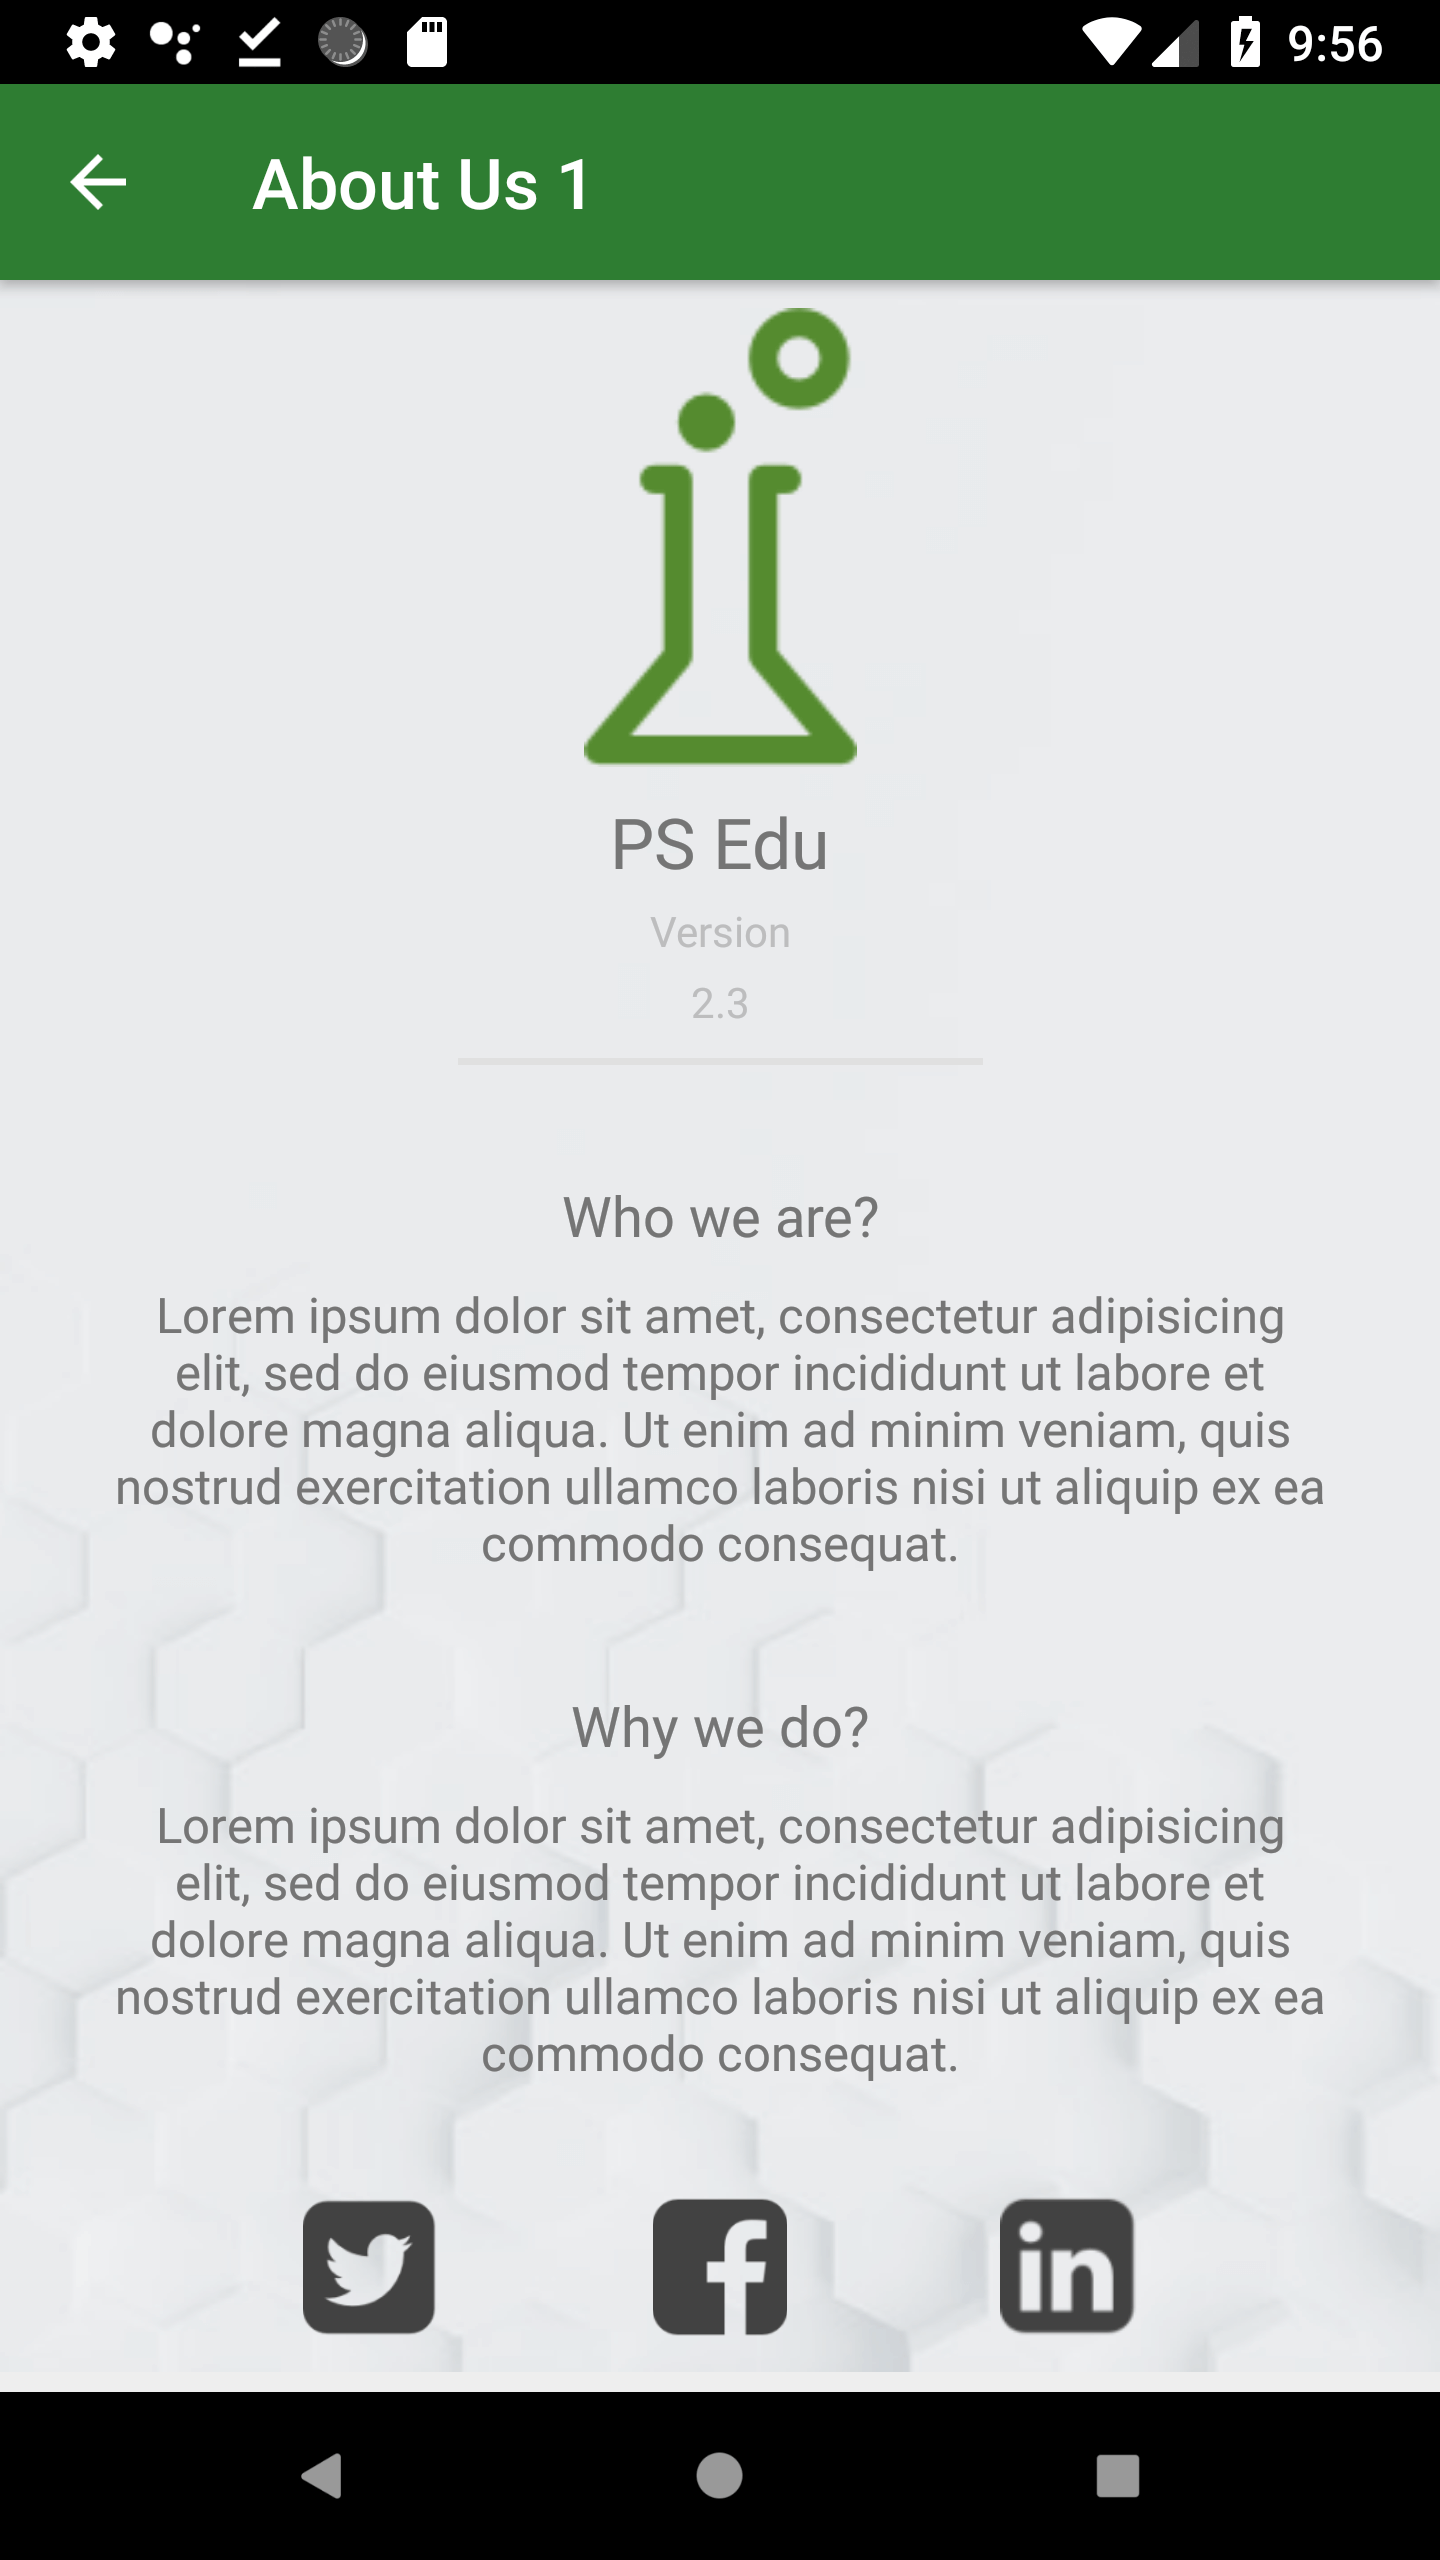 9:56
About Us 1
PS Edu
Version
2.3
Who we are?
Lorem ipsum dolor sit amet, consectetur adipisicing
elit, sed do eiusmod tempor incididunt ut labore et
dolore magna aliqua. Ut enim ad minim veniam, quis
nostrud exercitation ullamco laboris nisi ut aliquip ex ea
commodo consequat.
Why we do?
Lorem ipsum dolor sit amet, consectetur adipisicing
elit, sed do eiusmod tempor incididunt ut labore et
dolore magna aliqua. Ut enim ad minim veniam, quis
nostrud exercitation ullamco laboris nisi ut aliquip ex ea
commodo consequat.